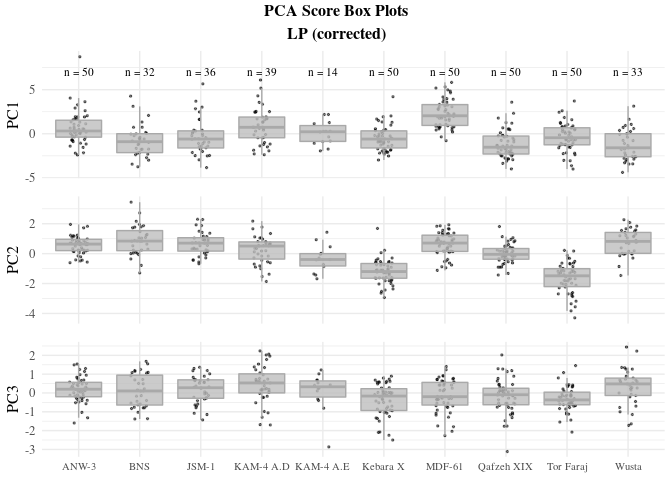 PCA Score Box Plots
LP (corrected)
n = 50 n = 32 n = 36 n = 39 n = 14 n = 50 n = 50 n = 50 n = 50 n = 33
PC1
5
0
-5
PC2
2
0
-2
-4
PC3
2
1
0
-1
-2
-3
ANW-3 BNS JSM-1 KAM-4 A.D KAM-4 A.E Kebara X MDF-61 Qafzeh XIX Tor Faraj Wusta